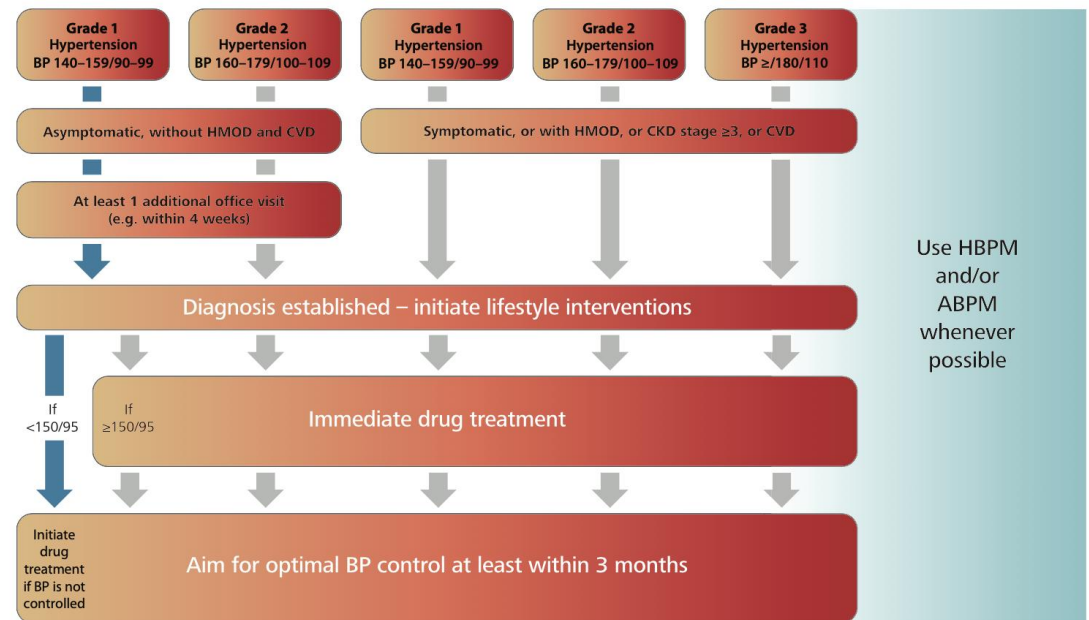 Grade 1
Hypertension
BP 140–159/90–99
Grade 2
Hypertension
BP 160–179/100–109
Grade 1
Hypertension
BP 140–159/90–99
Grade 2
Hypertension
BP 160–179/100–109
Grade 3
Hypertension
BP ≥/180/110
Asymptomatic, without HMOD and CVD
Symptomatic, or with HMOD, or CKD stage ≥3, or CVD
At least 1 additional office visit
(e.g. within 4 weeks)
Use HBPM
and/or
ABPM
whenever
possible
Diagnosis established – initiate lifestyle interventions
If
<150/95
If
≥150/95
Immediate drug treatment
Initiate
drug
treatment
if BP is not
controlled
Aim for optimal BP control at least within 3 months